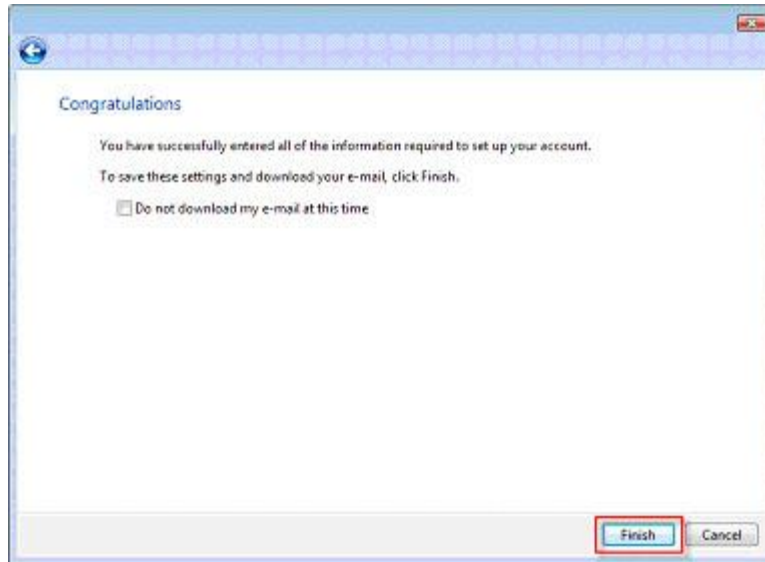 Congratulations
You have successfully entered all of the information required to set up your account.
To save these settings and download your e-mail, click Finish.
Do not download my e-mail at this time
Finish Cancel